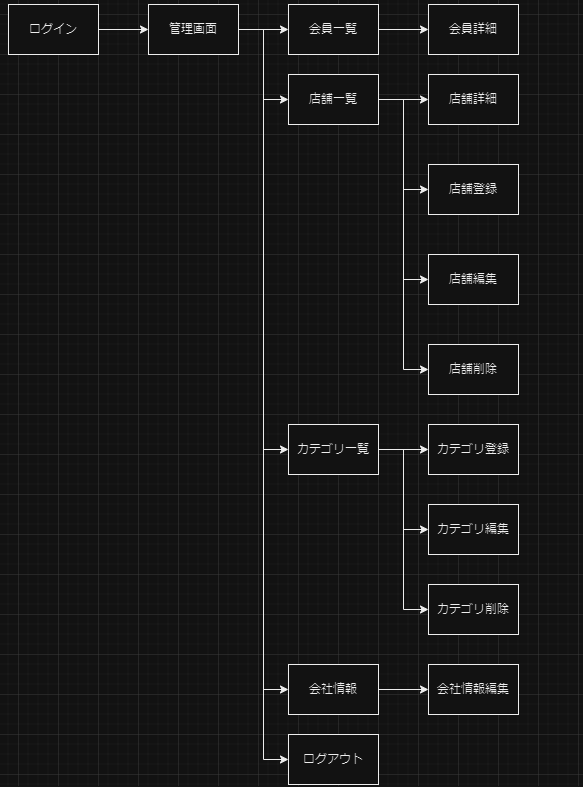 ログイン
管理画面
会員一覧
会員詳細
店舗一覧
店舗詳細
店舗登録
店舗編集
店舗削除
カテゴリ一覧
カテゴリ登録
カテゴリ編集
カテゴリ削除
会社情報
会社情報編集
ログアウト